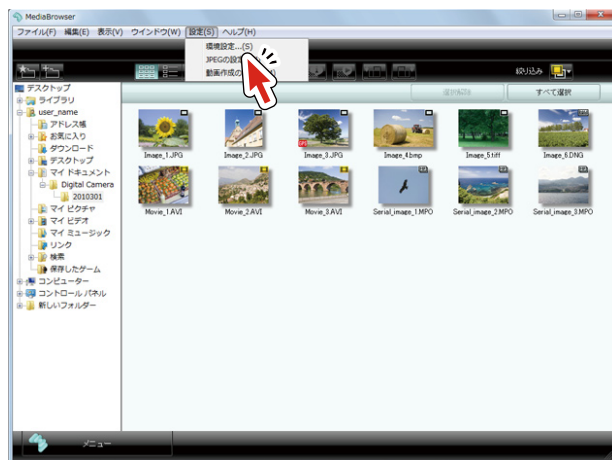 MediaBrowser
ファイル(F) 編集(E) 表示(V) ウインドウ(W) 設定(S) ヘルプ(H)
環境設定...(S)
JPEGの設定
動画作成の
絞り込み
選択解除 すべて選択
デスクトップ
ライブラリ
user_name
アドレス帳
お気に入り
ダウンロード
デスクトップ
マイ ドキュメント
Digital Camera
2010301
マイ ピクチャ
マイ ビデオ
マイ ミュージック
リンク
検索
保存したゲーム
コンピューター
コントロール パネル
新しいフォルダー
Image_1.JPG Image_2.JPG Image_3.JPG Image_4.bmp Image_5.tiff Image_6.DNG
Movie_1.AVI Movie_2.AVI Movie_3.AVI Serial_image_1.MPO Serial_image_2.MPO Serial_image_3.MPO
メニュー